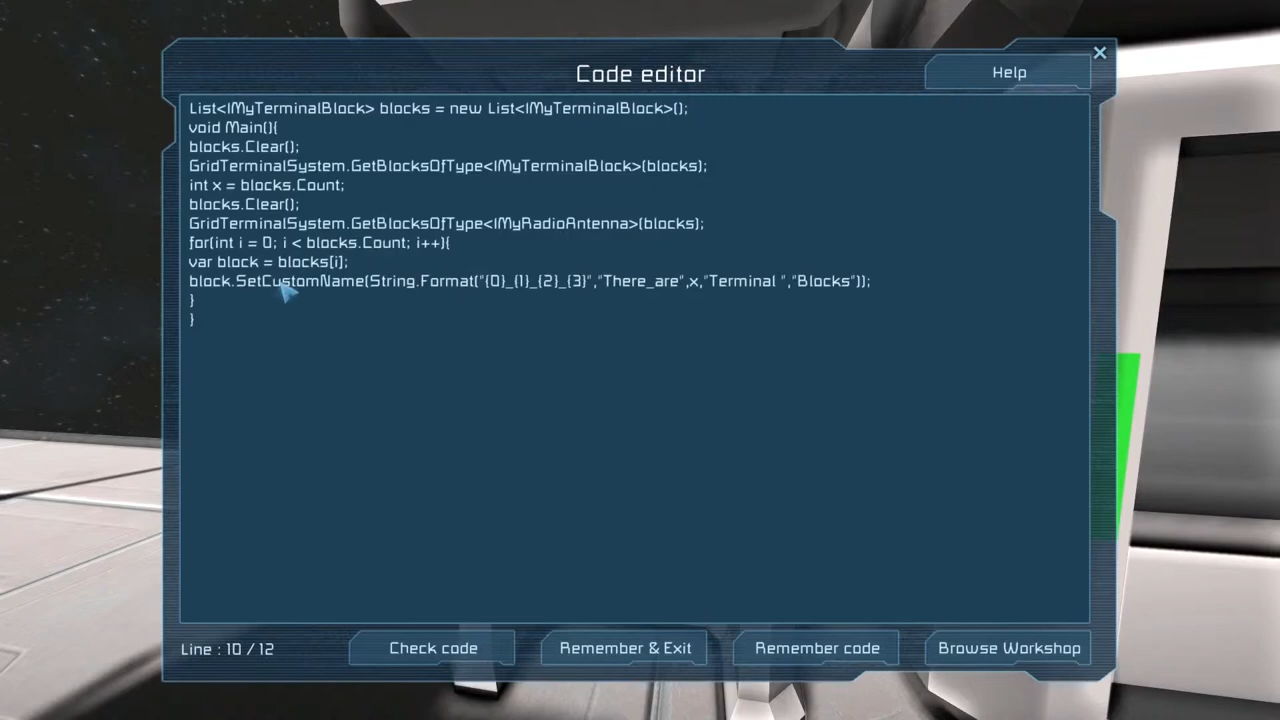 Code editor
Help
List<IMyTerminalBlock> blocks = new List<IMyTerminalBlock>();
void Main(){
blocks.Clear();
GridTerminalSystem.GetBlocksOfType<IMyTerminalBlock>(blocks);
int x = blocks.Count;
blocks.Clear();
GridTerminalSystem.GetBlocksOfType<IMyRadioAntenna>(blocks);
for(int i = 0; i < blocks.Count; i++){
var block = blocks[i];
block.SetCustomName(String.Format("{0}_{1}_{2}_{3}","There_are",x,"Terminal ","Blocks"));
}
}
Line : 10 / 12
Check code
Remember & Exit
Remember code
Browse Workshop